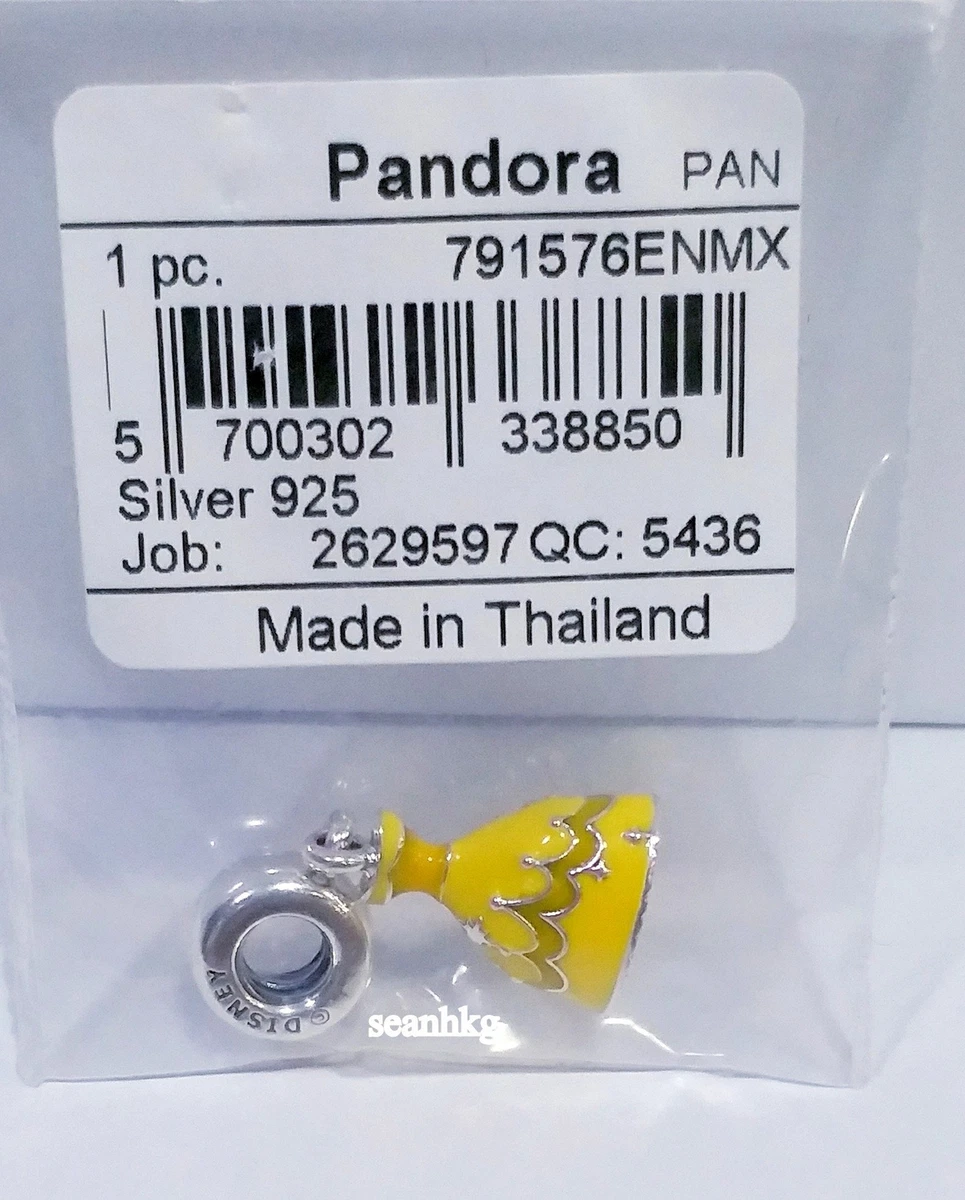 Pandora PAN
1 pc. 791576ENMX
5 700302 338850
Silver 925
Job: 2629597 QC: 5436
Made in Thailand
© DISNEY
seanhkg